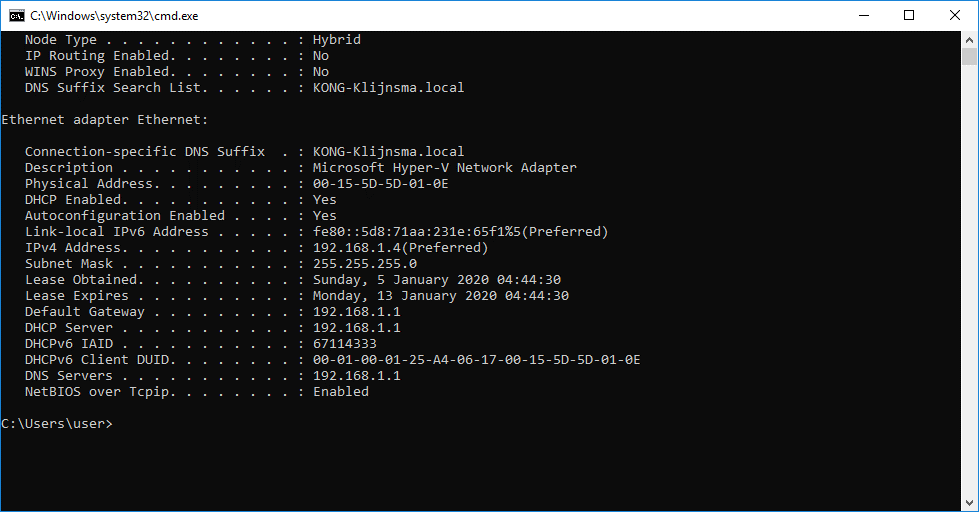 C:\Windows\system32\cmd.exe
Node Type . . . . . . . . . . . . : Hybrid
IP Routing Enabled. . . . . . . . : No
WINS Proxy Enabled. . . . . . . . : No
DNS Suffix Search List. . . . . . : KONG-Klijnsma.local
Ethernet adapter Ethernet:
Connection-specific DNS Suffix  . : KONG-Klijnsma.local
Description . . . . . . . . . . . : Microsoft Hyper-V Network Adapter
Physical Address. . . . . . . . . : 00-15-5D-5D-01-0E
DHCP Enabled. . . . . . . . . . . : Yes
Autoconfiguration Enabled . . . . : Yes
Link-local IPv6 Address . . . . . : fe80::5d8:71aa:231e:65f1%5(Preferred)
IPv4 Address. . . . . . . . . . . : 192.168.1.4(Preferred)
Subnet Mask . . . . . . . . . . . : 255.255.255.0
Lease Obtained. . . . . . . . . . : Sunday, 5 January 2020 04:44:30
Lease Expires . . . . . . . . . . : Monday, 13 January 2020 04:44:30
Default Gateway . . . . . . . . . : 192.168.1.1
DHCP Server . . . . . . . . . . . : 192.168.1.1
DHCPv6 IAID . . . . . . . . . . . : 67114333
DHCPv6 Client DUID. . . . . . . . : 00-01-00-01-25-A4-06-17-00-15-5D-5D-01-0E
DNS Servers . . . . . . . . . . . : 192.168.1.1
NetBIOS over Tcpip. . . . . . . . : Enabled
C:\Users\user>